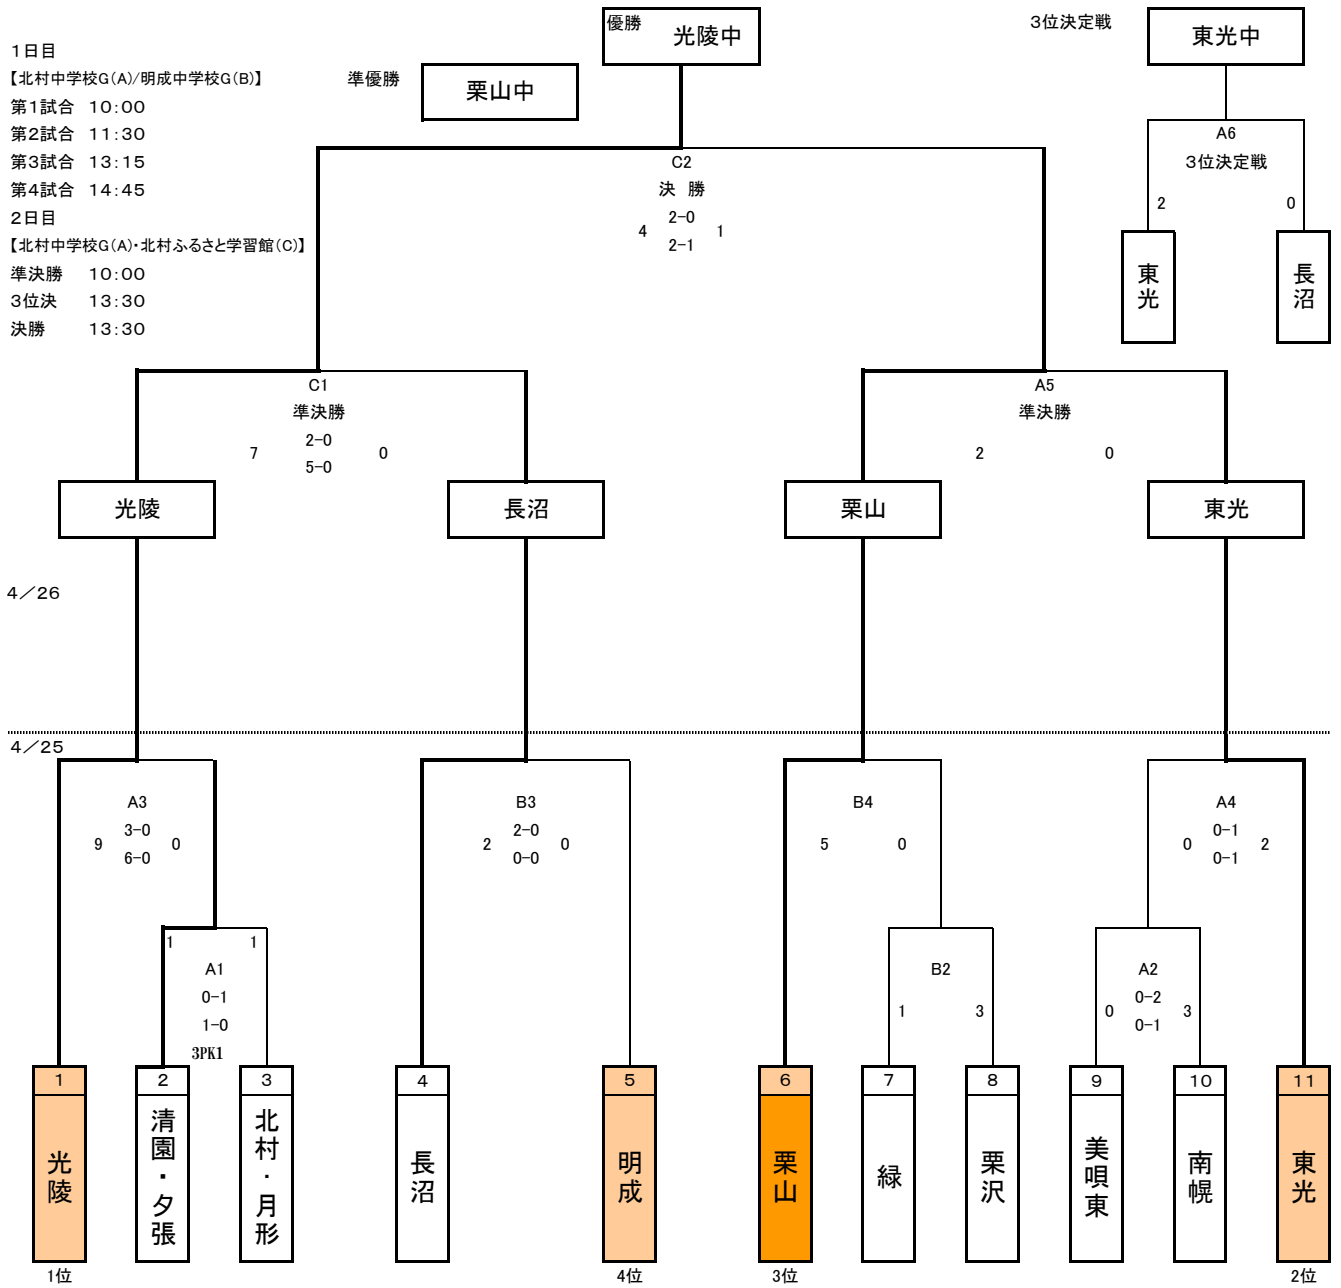 優勝
光陵中
準優勝
栗山中
3位決定戦
東光中
1日目
【北村中学校G(A)/明成中学校G(B)】
第1試合 10:00
第2試合 11:30
第3試合 13:15
第4試合 14:45
2日目
【北村中学校G(A)・北村ふるさと学習館(C)】
準決勝 10:00
3位決 13:30
決勝 13:30
C2
決 勝
2-0
4 1
2-1
A6
3位決定戦
2 0
東光
長沼
C1
準決勝
2-0
7 0
5-0
A5
準決勝
2 0
光陵
長沼
栗山
東光
4/26
4/25
A3
3-0
9 0
6-0
B3
2-0
2 0
0-0
B4
5 0
A4
0-1
0 2
0-1
1 1
A1
0-1
1-0
3PK1
B2
1 3
A2
0-2
0 3
0-1
1
光陵
1位
2
清園・夕張
3
北村・月形
4
長沼
5
明成
4位
6
栗山
3位
7
緑
8
栗沢
9
美唄東
10
南幌
11
東光
2位